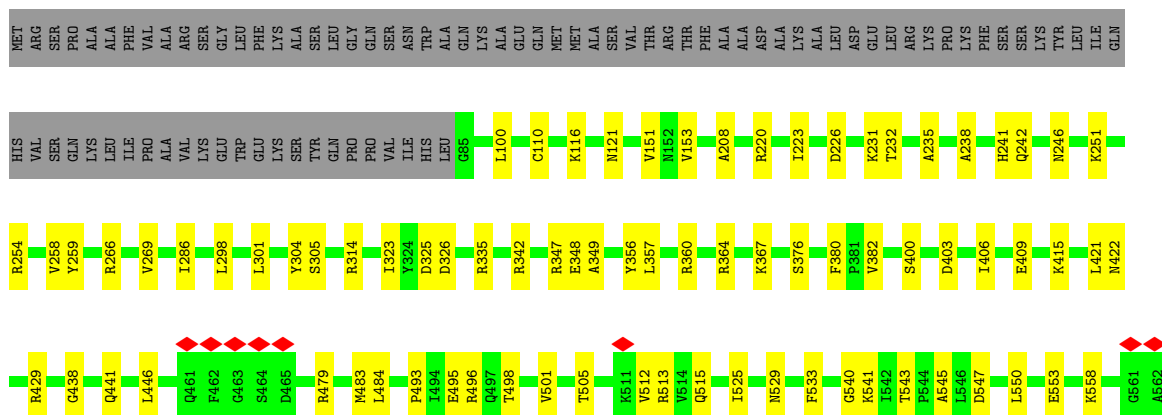 MET ARG SER PRO ALA ALA PHE VAL ALA ARG SER GLY LEU PHE LYS ALA SER LEU GLY GLN SER ASN TRP ALA GLN LYS ALA GLU GLN MET MET ALA SER VAL THR ARG THR PHE ALA ALA ASP ALA LYS ALA LEU ASP GLU LEU ARG LYS PRO LYS PHE SER SER LYS TYR LEU ILE GLN
HIS VAL SER GLN LYS LEU ILE PRO ALA VAL LYS GLU TRP GLU LYS SER TYR GLN PRO PRO VAL ILE HIS LEU G85 L100 C110 K116 N121 V151 N152 V153 A208 R220 I223 D226 K231 T232 A235 A238 H241 Q242 N246 K251
R254 V258 Y259 R266 V269 I286 L298 L301 Y304 S305 R314 I323 Y324 D325 D326 R335 R342 R347 E348 A349 Y356 L357 R360 R364 K367 S376 F380 P381 V382 S400 D403 I406 E409 K415 L421 N422
R429 G438 Q441 L446 Q461 F462 G463 S464 D465 R479 M483 L484 P493 I494 E495 R496 Q497 T498 V501 T505 K511 V512 R513 V514 Q515 I525 N529 F533 G540 K541 I542 T543 P544 A545 L546 D547 L550 E553 K558 G561 A562